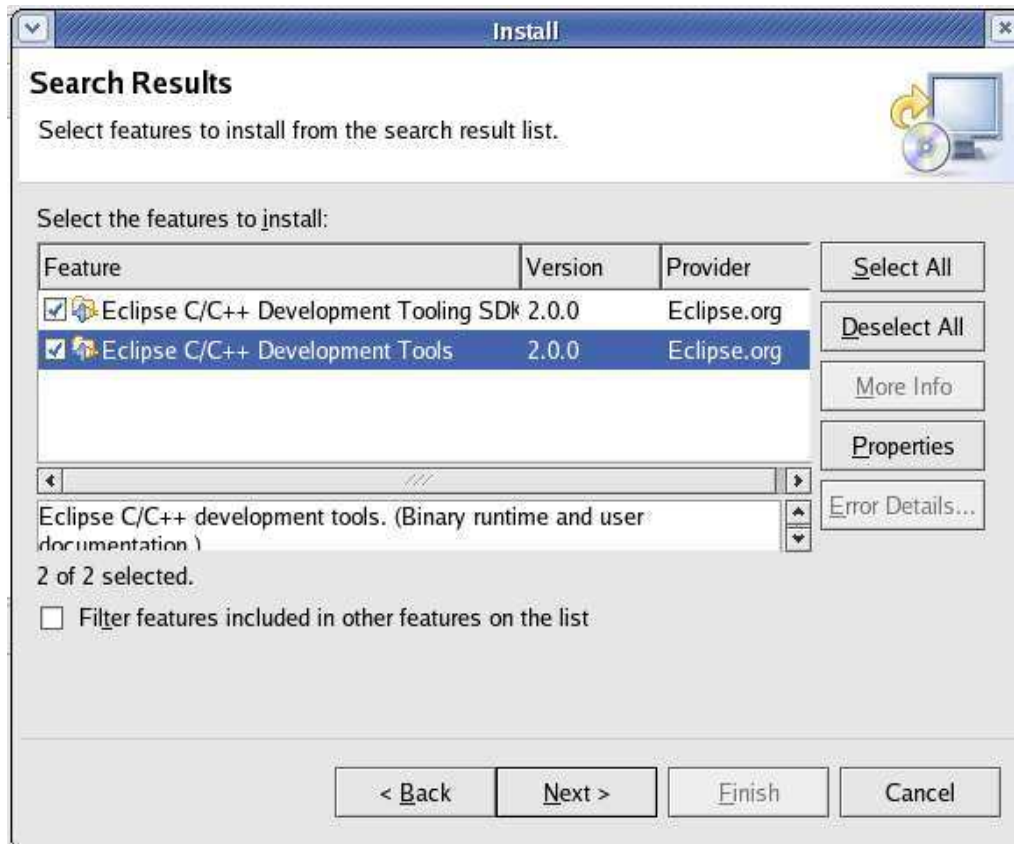 Install
Search Results
Select features to install from the search result list.
Select the features to install:
Feature Version Provider
Eclipse C/C++ Development Tooling SDK 2.0.0 Eclipse.org
Eclipse C/C++ Development Tools 2.0.0 Eclipse.org
Select All
Deselect All
More Info
Properties
Error Details...
Eclipse C/C++ development tools. (Binary runtime and user
documentation.)
2 of 2 selected.
Filter features included in other features on the list
< Back Next > Finish Cancel